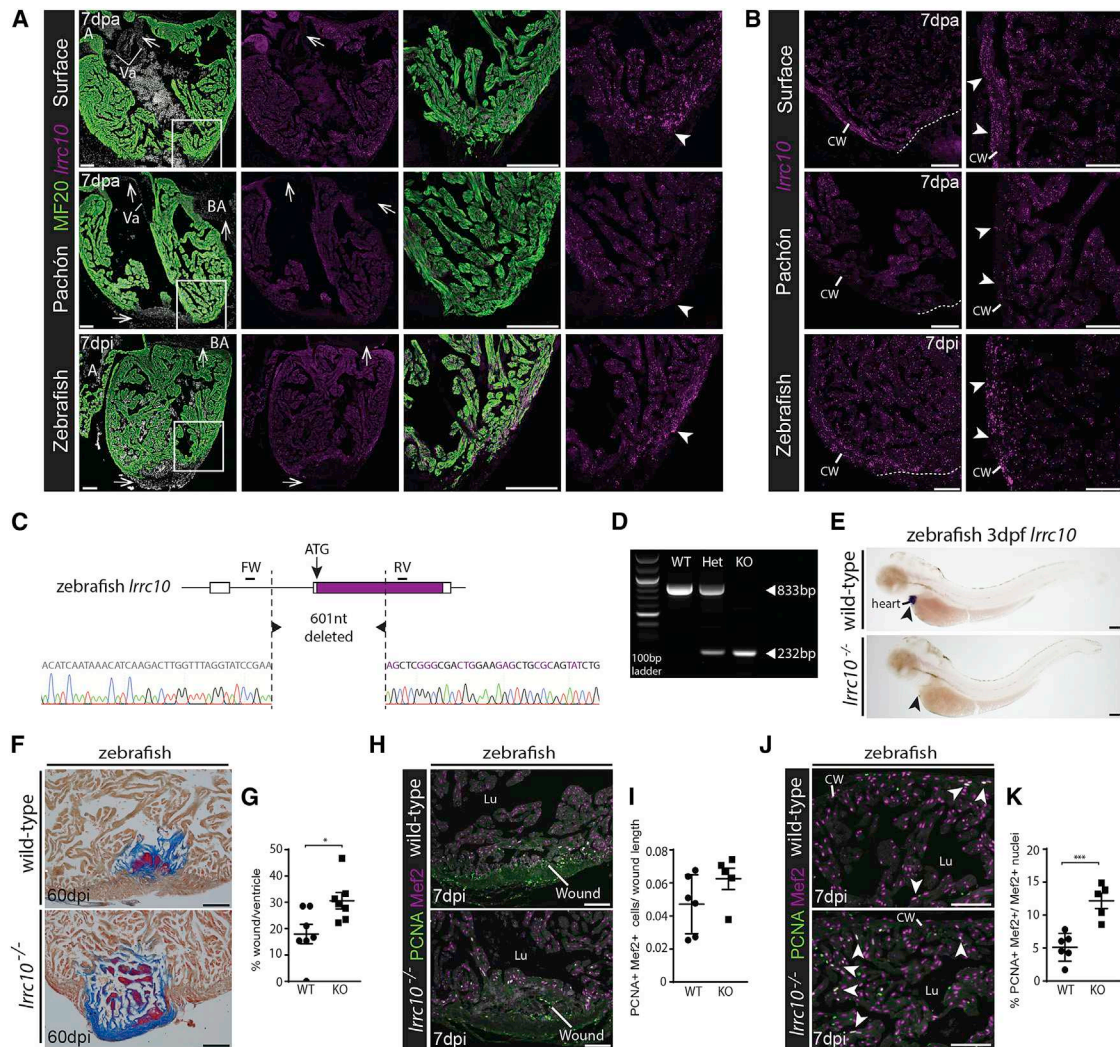 A
Surface
Pachón
Zebrafish
MF20 lrrc10
7dpa
A
Va
7dpa
Va
BA
7dpi
A
BA
B
Surface
Pachón
Zebrafish
lrrc10
7dpa
CW
CW
7dpa
CW
CW
7dpi
CW
CW
C
ATG
FW
RV
zebrafish lrrc10
601nt
deleted
ACATCAATAAACATCAAGACTTGGTTTAGGTATCCGAA
AGCTCGGGCGACTGGAAGAGCTGCGCAGTATCTG
D
WT Het KO
833bp
232bp
100bp
ladder
E
zebrafish 3dpf lrrc10
wild-type
heart
lrrc10-/-
F
zebrafish
wild-type
60dpi
lrrc10-/-
60dpi
G
% wound/ventricle
50
40
30
20
10
0
*
WT KO
H
zebrafish
PCNA Mef2
wild-type
Lu
Wound
7dpi
lrrc10-/-
Lu
Wound
7dpi
I
PCNA+ Mef2+ cells/ wound length
0.08
0.06
0.04
0.02
0
WT KO
J
zebrafish
PCNA Mef2
wild-type
CW
Lu
7dpi
lrrc10-/-
CW
Lu
7dpi
K
% PCNA+ Mef2+/ Mef2+ nuclei
20
15
10
5
0
***
WT KO